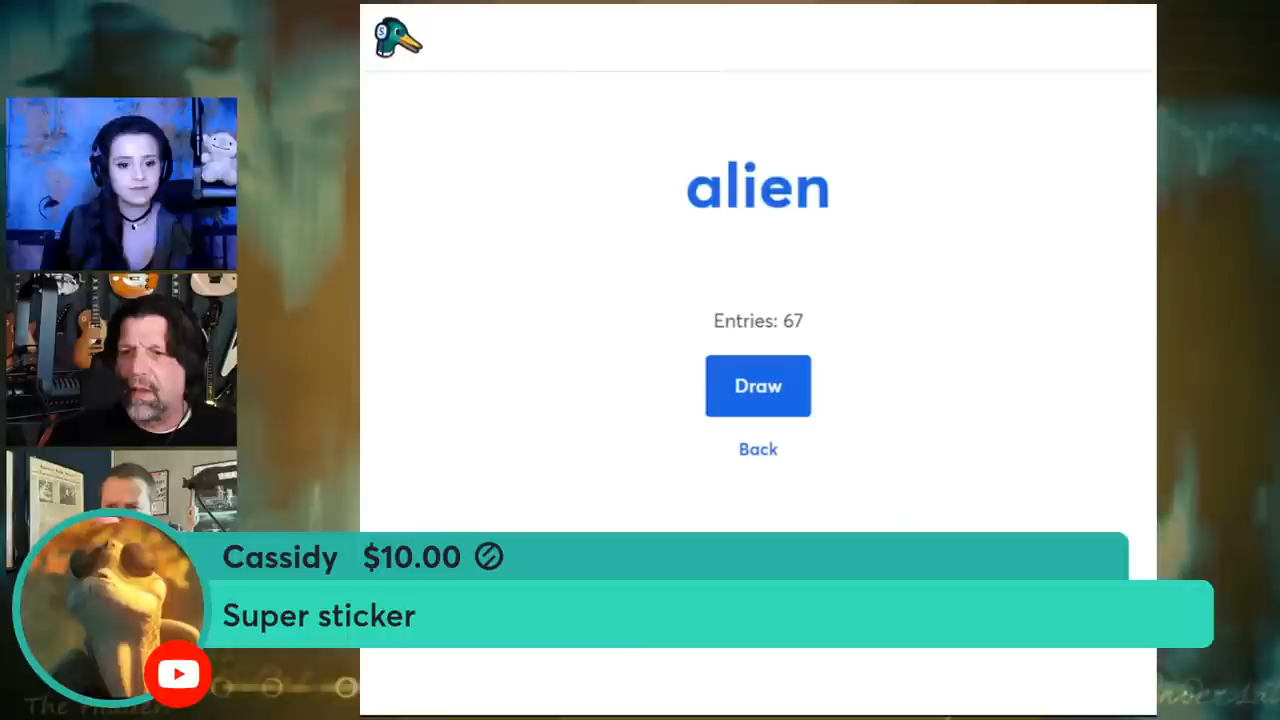 alien
Entries: 67
Draw
Back
Cassidy $10.00
Super sticker